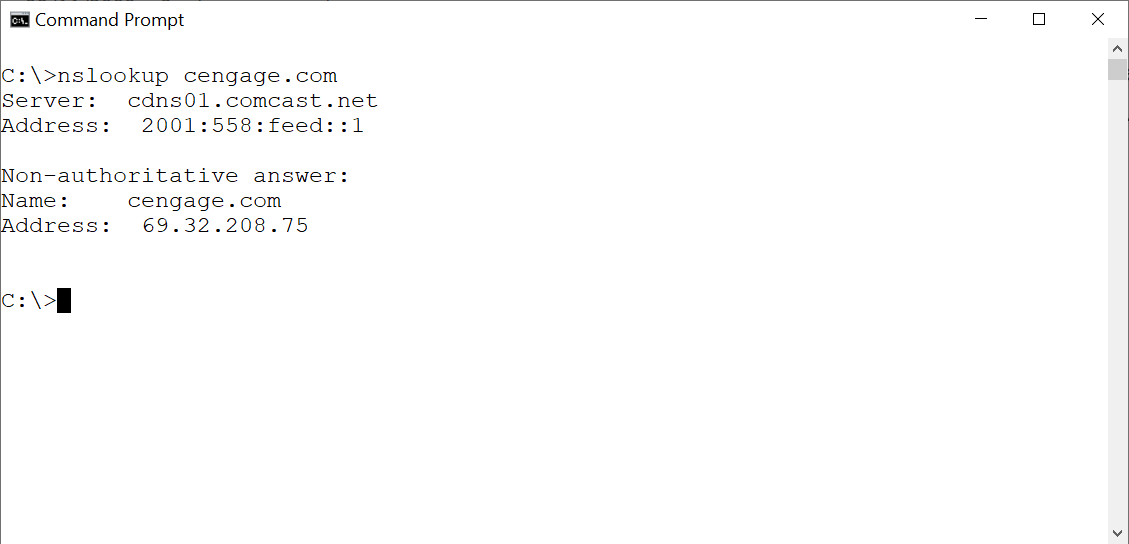 Command Prompt
C:\>nslookup cengage.com
Server:  cdns01.comcast.net
Address:  2001:558:feed::1
Non-authoritative answer:
Name:    cengage.com
Address:  69.32.208.75
C:\>